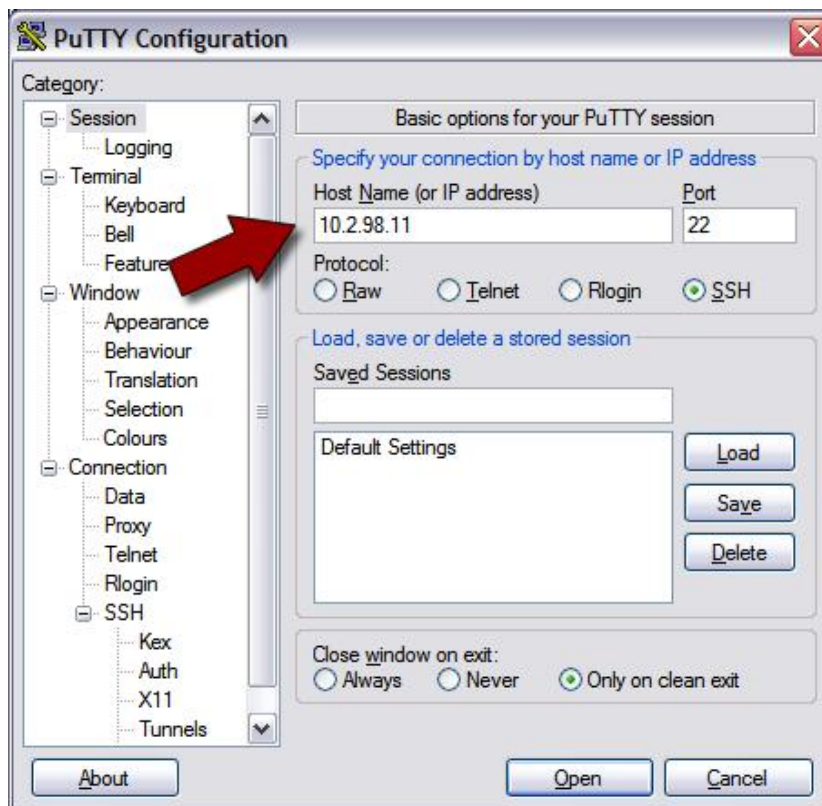 PuTTY Configuration
Category:
Session
Logging
Terminal
Keyboard
Bell
Feature
Window
Appearance
Behaviour
Translation
Selection
Colours
Connection
Data
Proxy
Telnet
Rlogin
SSH
Kex
Auth
X11
Tunnels
Basic options for your PuTTY session
Specify your connection by host name or IP address
Host Name (or IP address) Port
10.2.98.11 22
Protocol:
Raw Telnet Rlogin SSH
Load, save or delete a stored session
Saved Sessions
Default Settings
Load
Save
Delete
Close window on exit:
Always Never Only on clean exit
About Open Cancel